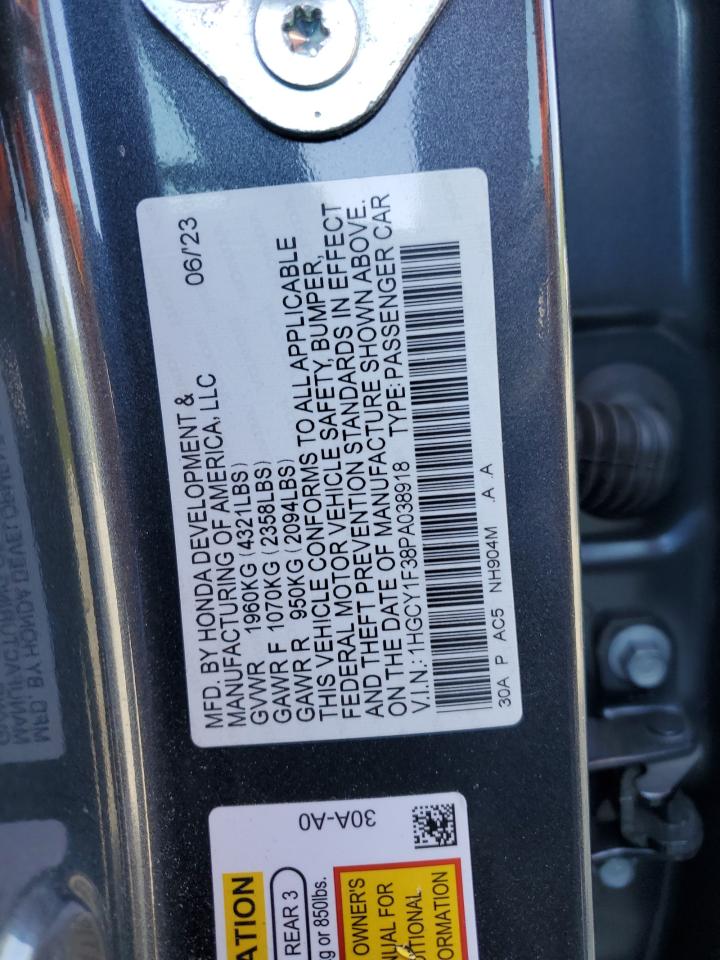 MFD. BY HONDA DEVELOPMENT &
MANUFACTURING OF AMERICA, LLC 06/'23
GVWR 1960KG (4321LBS)
GAWR F 1070KG (2358LBS)
GAWR R 950KG (2094LBS)
THIS VEHICLE CONFORMS TO ALL APPLICABLE
FEDERAL MOTOR VEHICLE SAFETY, BUMPER,
AND THEFT PREVENTION STANDARDS IN EFFECT
ON THE DATE OF MANUFACTURE SHOWN ABOVE.
V.I.N.: 1HGCY1F38PA038918 TYPE: PASSENGER CAR
30A P AC5 NH904M .A .A
30A-A0
ATION
REAR 3
g or 850lbs.
OWNER'S
NUAL FOR
DITIONAL
ORMATION